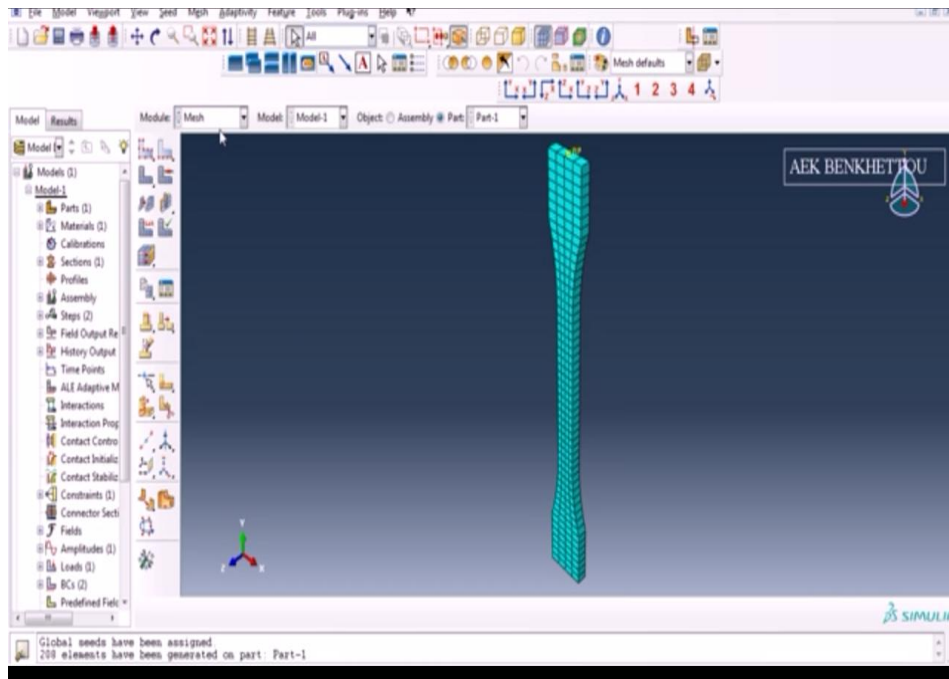 File Model Viewport View Seed Mesh Adaptivity Feature Tools Plug-ins Help
All
Mesh defaults
1 2 3 4
Model Results
Module: Mesh Model: Model-1 Object: Assembly Part: Part-1
Models (1)
Model-1
Parts (1)
Materials (1)
Calibrations
Sections (1)
Profiles
Assembly
Steps (2)
Field Output Re
History Output
Time Points
ALE Adaptive M
Interactions
Interaction Prop
Contact Contro
Contact Initializ
Contact Stabiliz
Constraints (1)
Connector Secti
Fields
Amplitudes (1)
Loads (1)
BCs (2)
Predefined Fielc
AEK BENKHETTOU
Y
Z X
SIMULI
Global seeds have been assigned
208 elements have been generated on part: Part-1